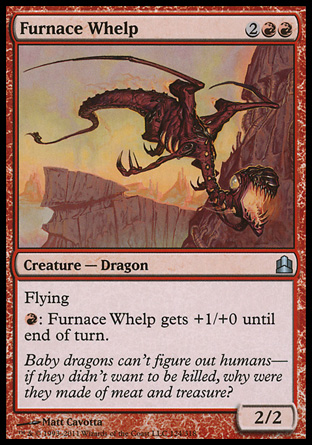 Furnace Whelp 2
Creature — Dragon
Flying
: Furnace Whelp gets +1/+0 until
end of turn.
Baby dragons can't figure out humans—
if they didn't want to be killed, why were
they made of meat and treasure?
Matt Cavotta
2/2